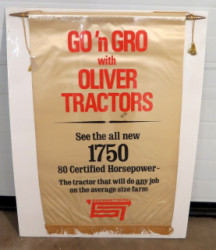 GO 'n GRO
with
OLIVER
TRACTORS
See the all new
1750
80 Certified Horsepower–
The tractor that will do any job
on the average size farm